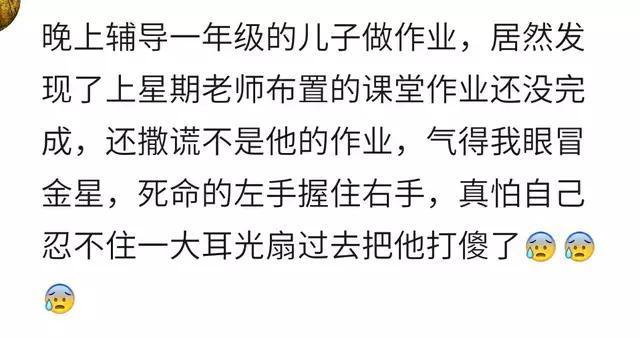 晚上辅导一年级的儿子做作业，居然发
现了上星期老师布置的课堂作业还没完
成，还撒谎不是他的作业，气得我眼冒
金星，死命的左手握住右手，真怕自己
忍不住一大耳光扇过去把他打傻了😰😰
😰